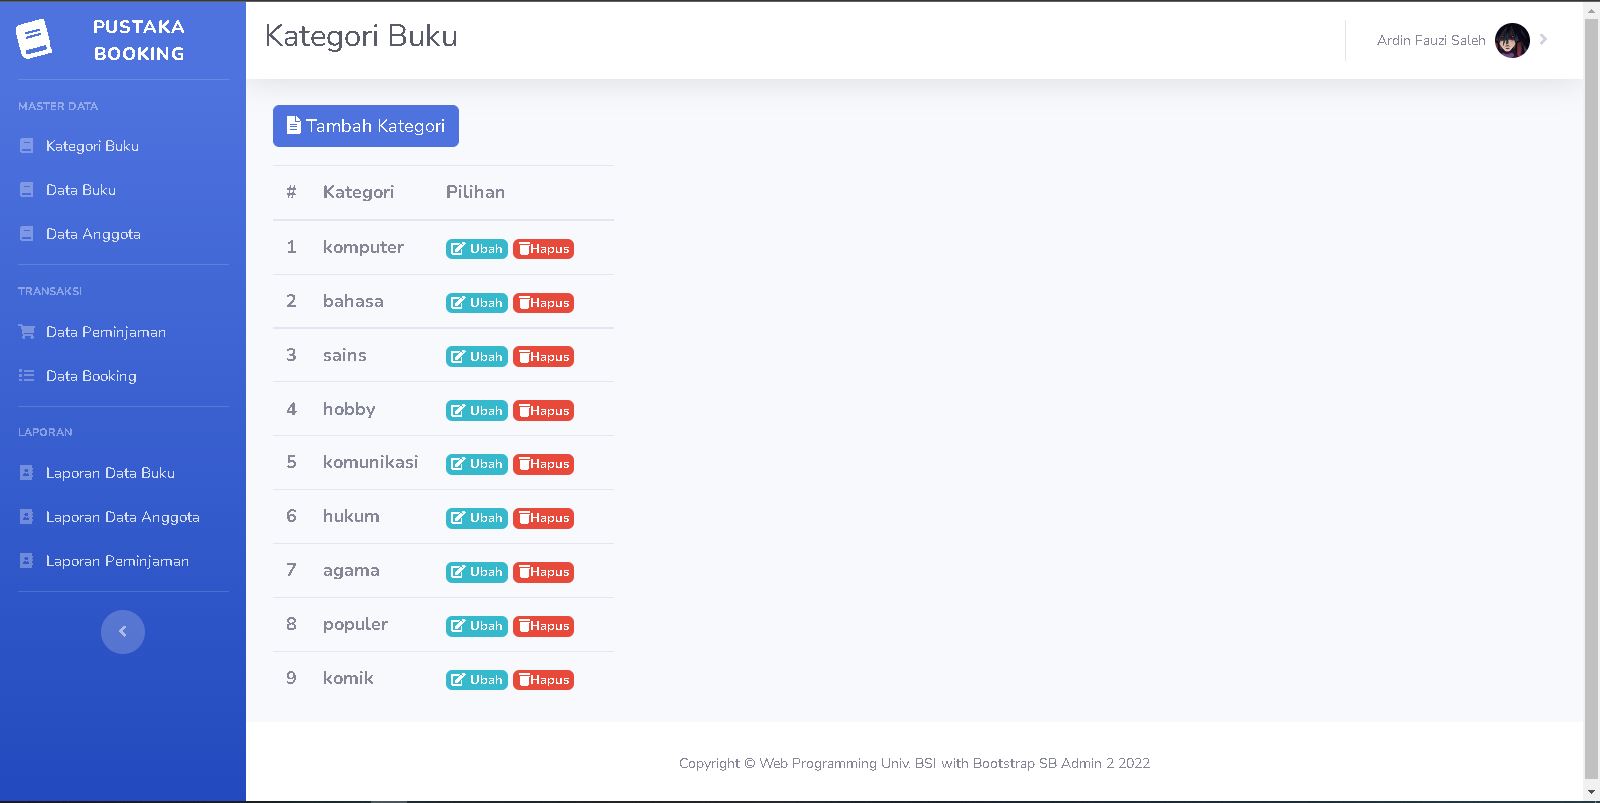 PUSTAKA
BOOKING
MASTER DATA
Kategori Buku
Data Buku
Data Anggota
TRANSAKSI
Data Peminjaman
Data Booking
LAPORAN
Laporan Data Buku
Laporan Data Anggota
Laporan Peminjaman
Kategori Buku
Ardin Fauzi Saleh
Tambah Kategori
# Kategori Pilihan
1 komputer Ubah Hapus
2 bahasa Ubah Hapus
3 sains Ubah Hapus
4 hobby Ubah Hapus
5 komunikasi Ubah Hapus
6 hukum Ubah Hapus
7 agama Ubah Hapus
8 populer Ubah Hapus
9 komik Ubah Hapus
Copyright © Web Programming Univ. BSI with Bootstrap SB Admin 2 2022